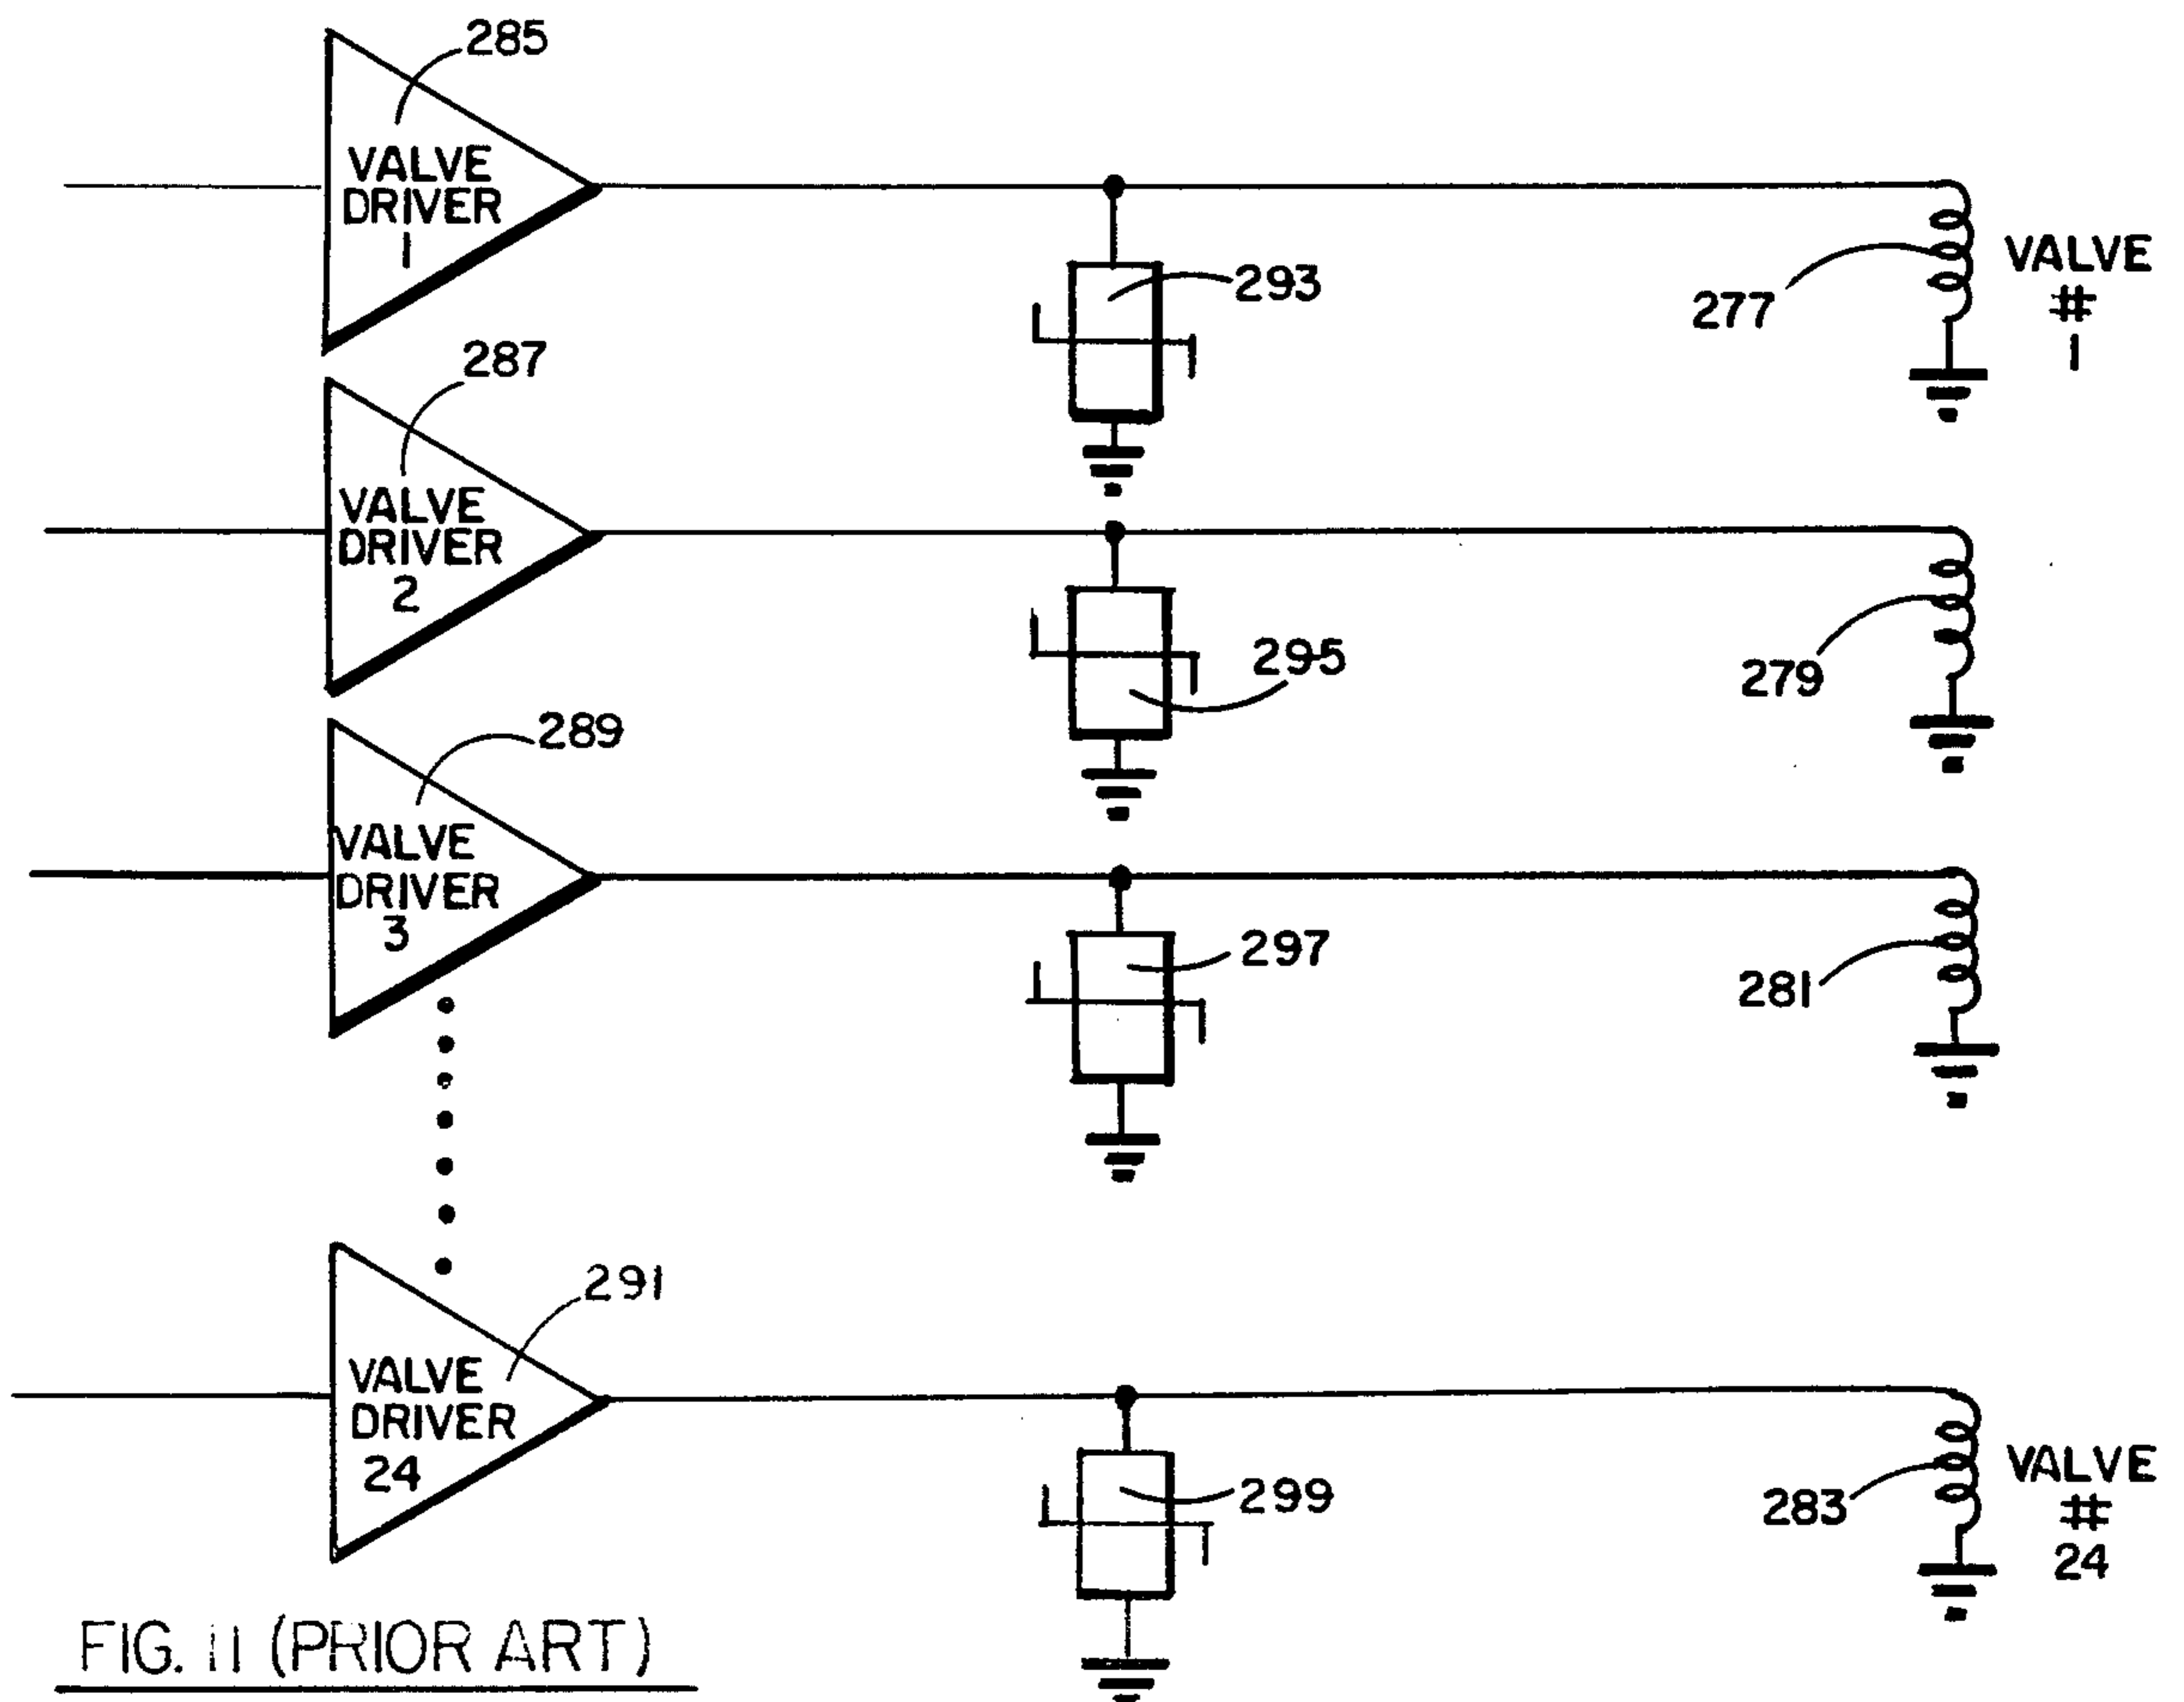 285
VALVE
DRIVER
1
293
277
VALVE
#
1
287
VALVE
DRIVER
2
295
279
289
VALVE
DRIVER
3
297
281
291
VALVE
DRIVER
24
299
283
VALVE
#
24
FIG. 11 (PRIOR ART)